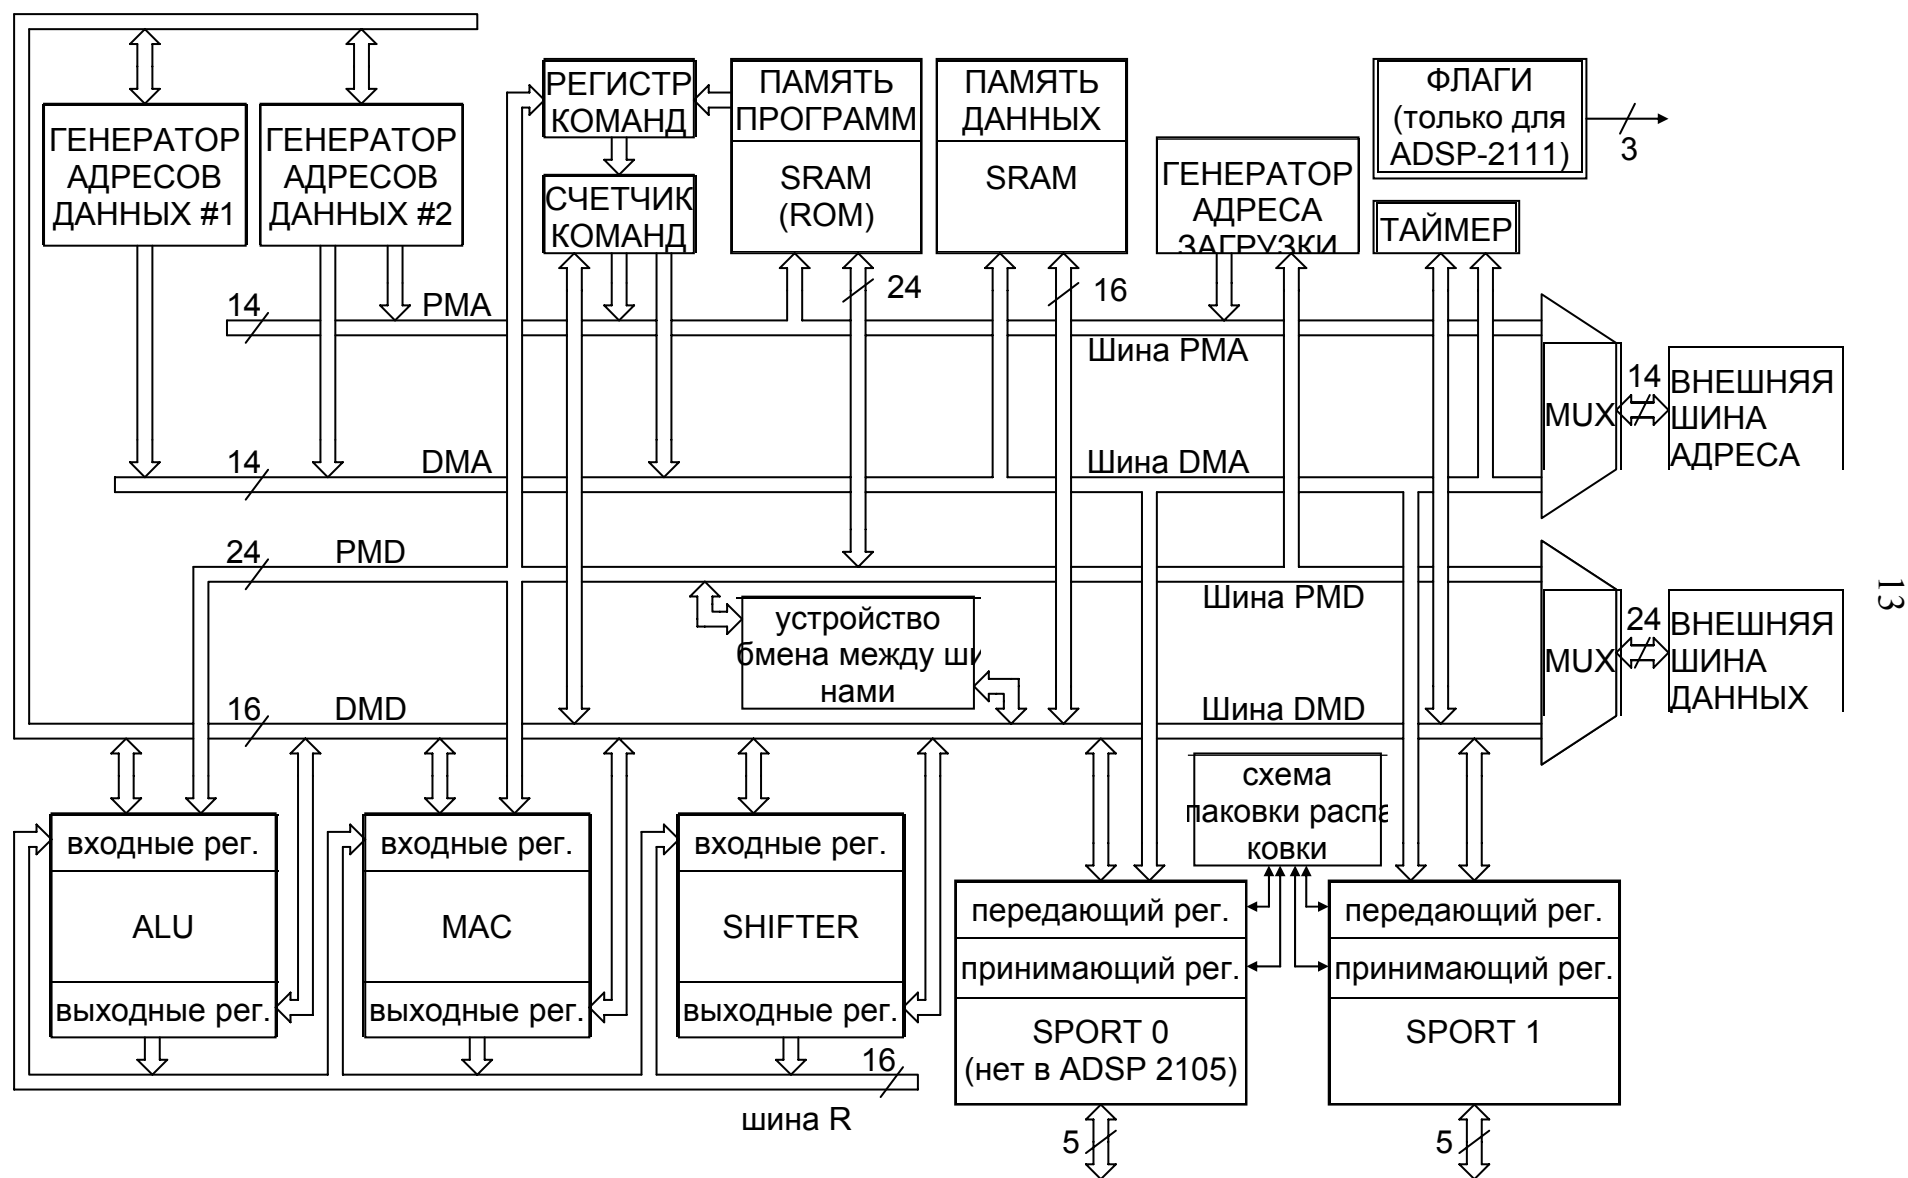 ГЕНЕРАТОР
АДРЕСОВ
ДАННЫХ #1
ГЕНЕРАТОР
АДРЕСОВ
ДАННЫХ #2
РЕГИСТР
КОМАНД
СЧЕТЧИК
КОМАНД
ПАМЯТЬ
ПРОГРАММ
SRAM
(ROM)
ПАМЯТЬ
ДАННЫХ
SRAM
ГЕНЕРАТОР
АДРЕСА
ЗАГРУЗКИ
ФЛАГИ
(только для
ADSP-2111)
3
ТАЙМЕР
24
16
14
PMA
Шина PMA
14
DMA
Шина DMA
MUX
14
ВНЕШНЯЯ
ШИНА
АДРЕСА
24
PMD
Шина PMD
устройство
бмена между ши
нами
16
DMD
Шина DMD
MUX
24
ВНЕШНЯЯ
ШИНА
ДАННЫХ
13
входные рег.
ALU
выходные рег.
входные рег.
MAC
выходные рег.
входные рег.
SHIFTER
выходные рег.
16
шина R
схема
паковки распа
ковки
передающий рег.
принимающий рег.
SPORT 0
(нет в ADSP 2105)
5
передающий рег.
принимающий рег.
SPORT 1
5